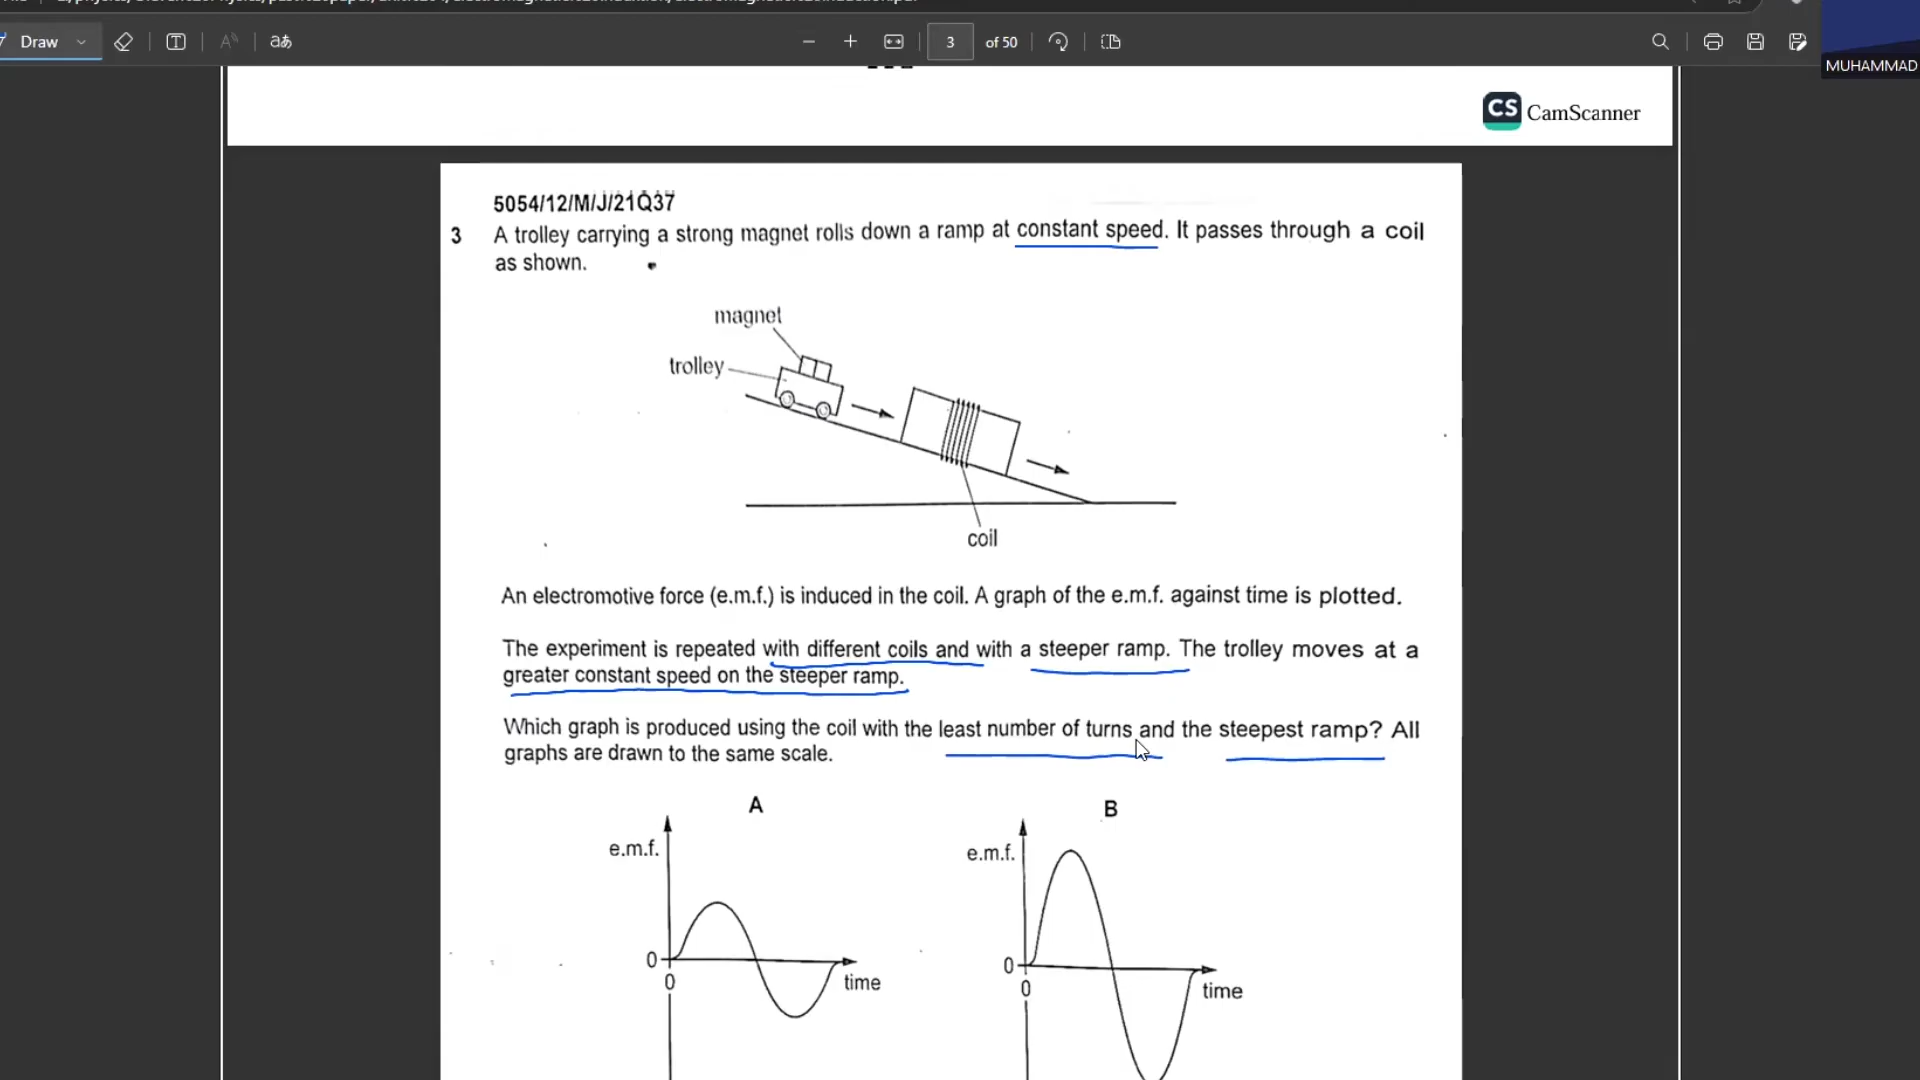 Draw
aあ
3 of 50
MUHAMMAD
CS CamScanner
5054/12/M/J/21Q37
3 A trolley carrying a strong magnet rolls down a ramp at constant speed. It passes through a coil
as shown.
magnet
trolley
coil
An electromotive force (e.m.f.) is induced in the coil. A graph of the e.m.f. against time is plotted.
The experiment is repeated with different coils and with a steeper ramp. The trolley moves at a
greater constant speed on the steeper ramp.
Which graph is produced using the coil with the least number of turns and the steepest ramp? All
graphs are drawn to the same scale.
A
B
e.m.f.
e.m.f.
0
0
0
time
0
time